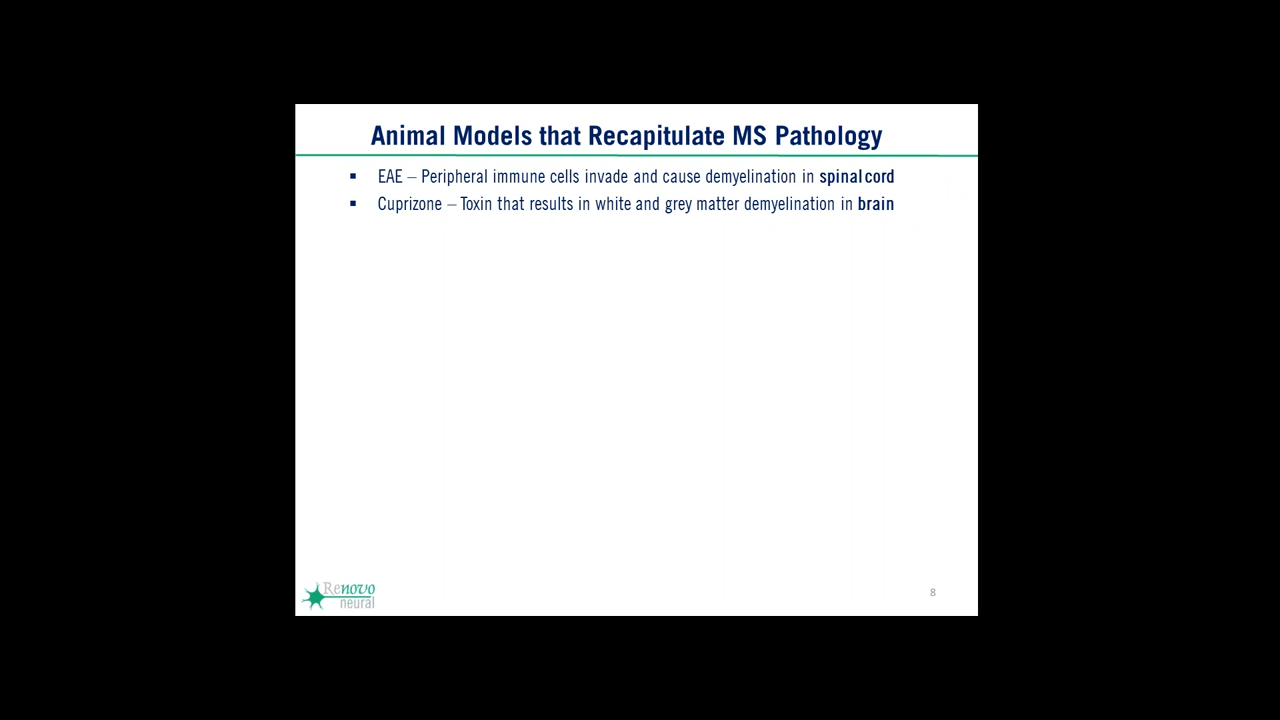 Animal Models that Recapitulate MS Pathology
▪ EAE – Peripheral immune cells invade and cause demyelination in spinal cord
▪ Cuprizone – Toxin that results in white and grey matter demyelination in brain
Renovo
neural
8